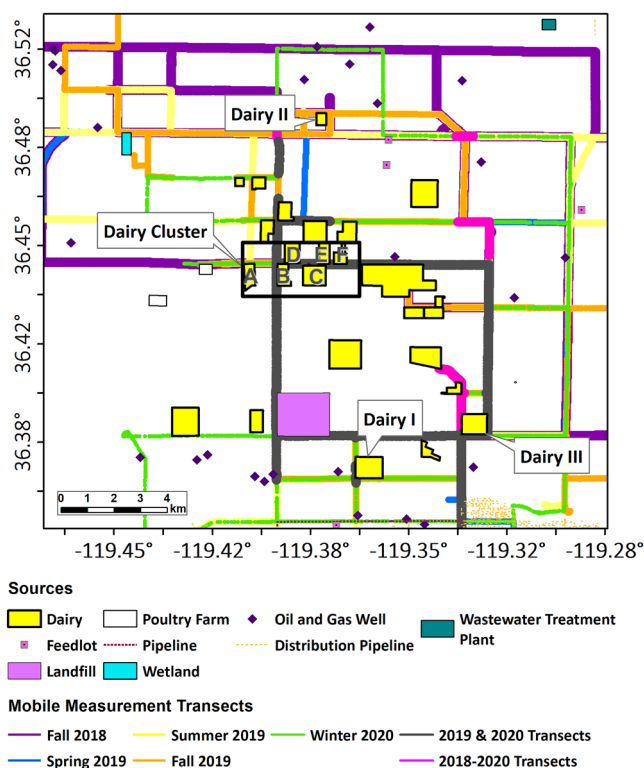 36.52°
36.48°
36.45°
36.42°
36.38°
Dairy II
Dairy Cluster
D E F
A B C
Dairy I
Dairy III
0 1 2 3 4
km
-119.45° -119.42° -119.38° -119.35° -119.32° -119.28°
Sources
Dairy Poultry Farm Oil and Gas Well Wastewater Treatment
Plant
Feedlot Pipeline Distribution Pipeline
Landfill Wetland
Mobile Measurement Transects
Fall 2018 Summer 2019 Winter 2020 2019 & 2020 Transects
Spring 2019 Fall 2019 2018-2020 Transects